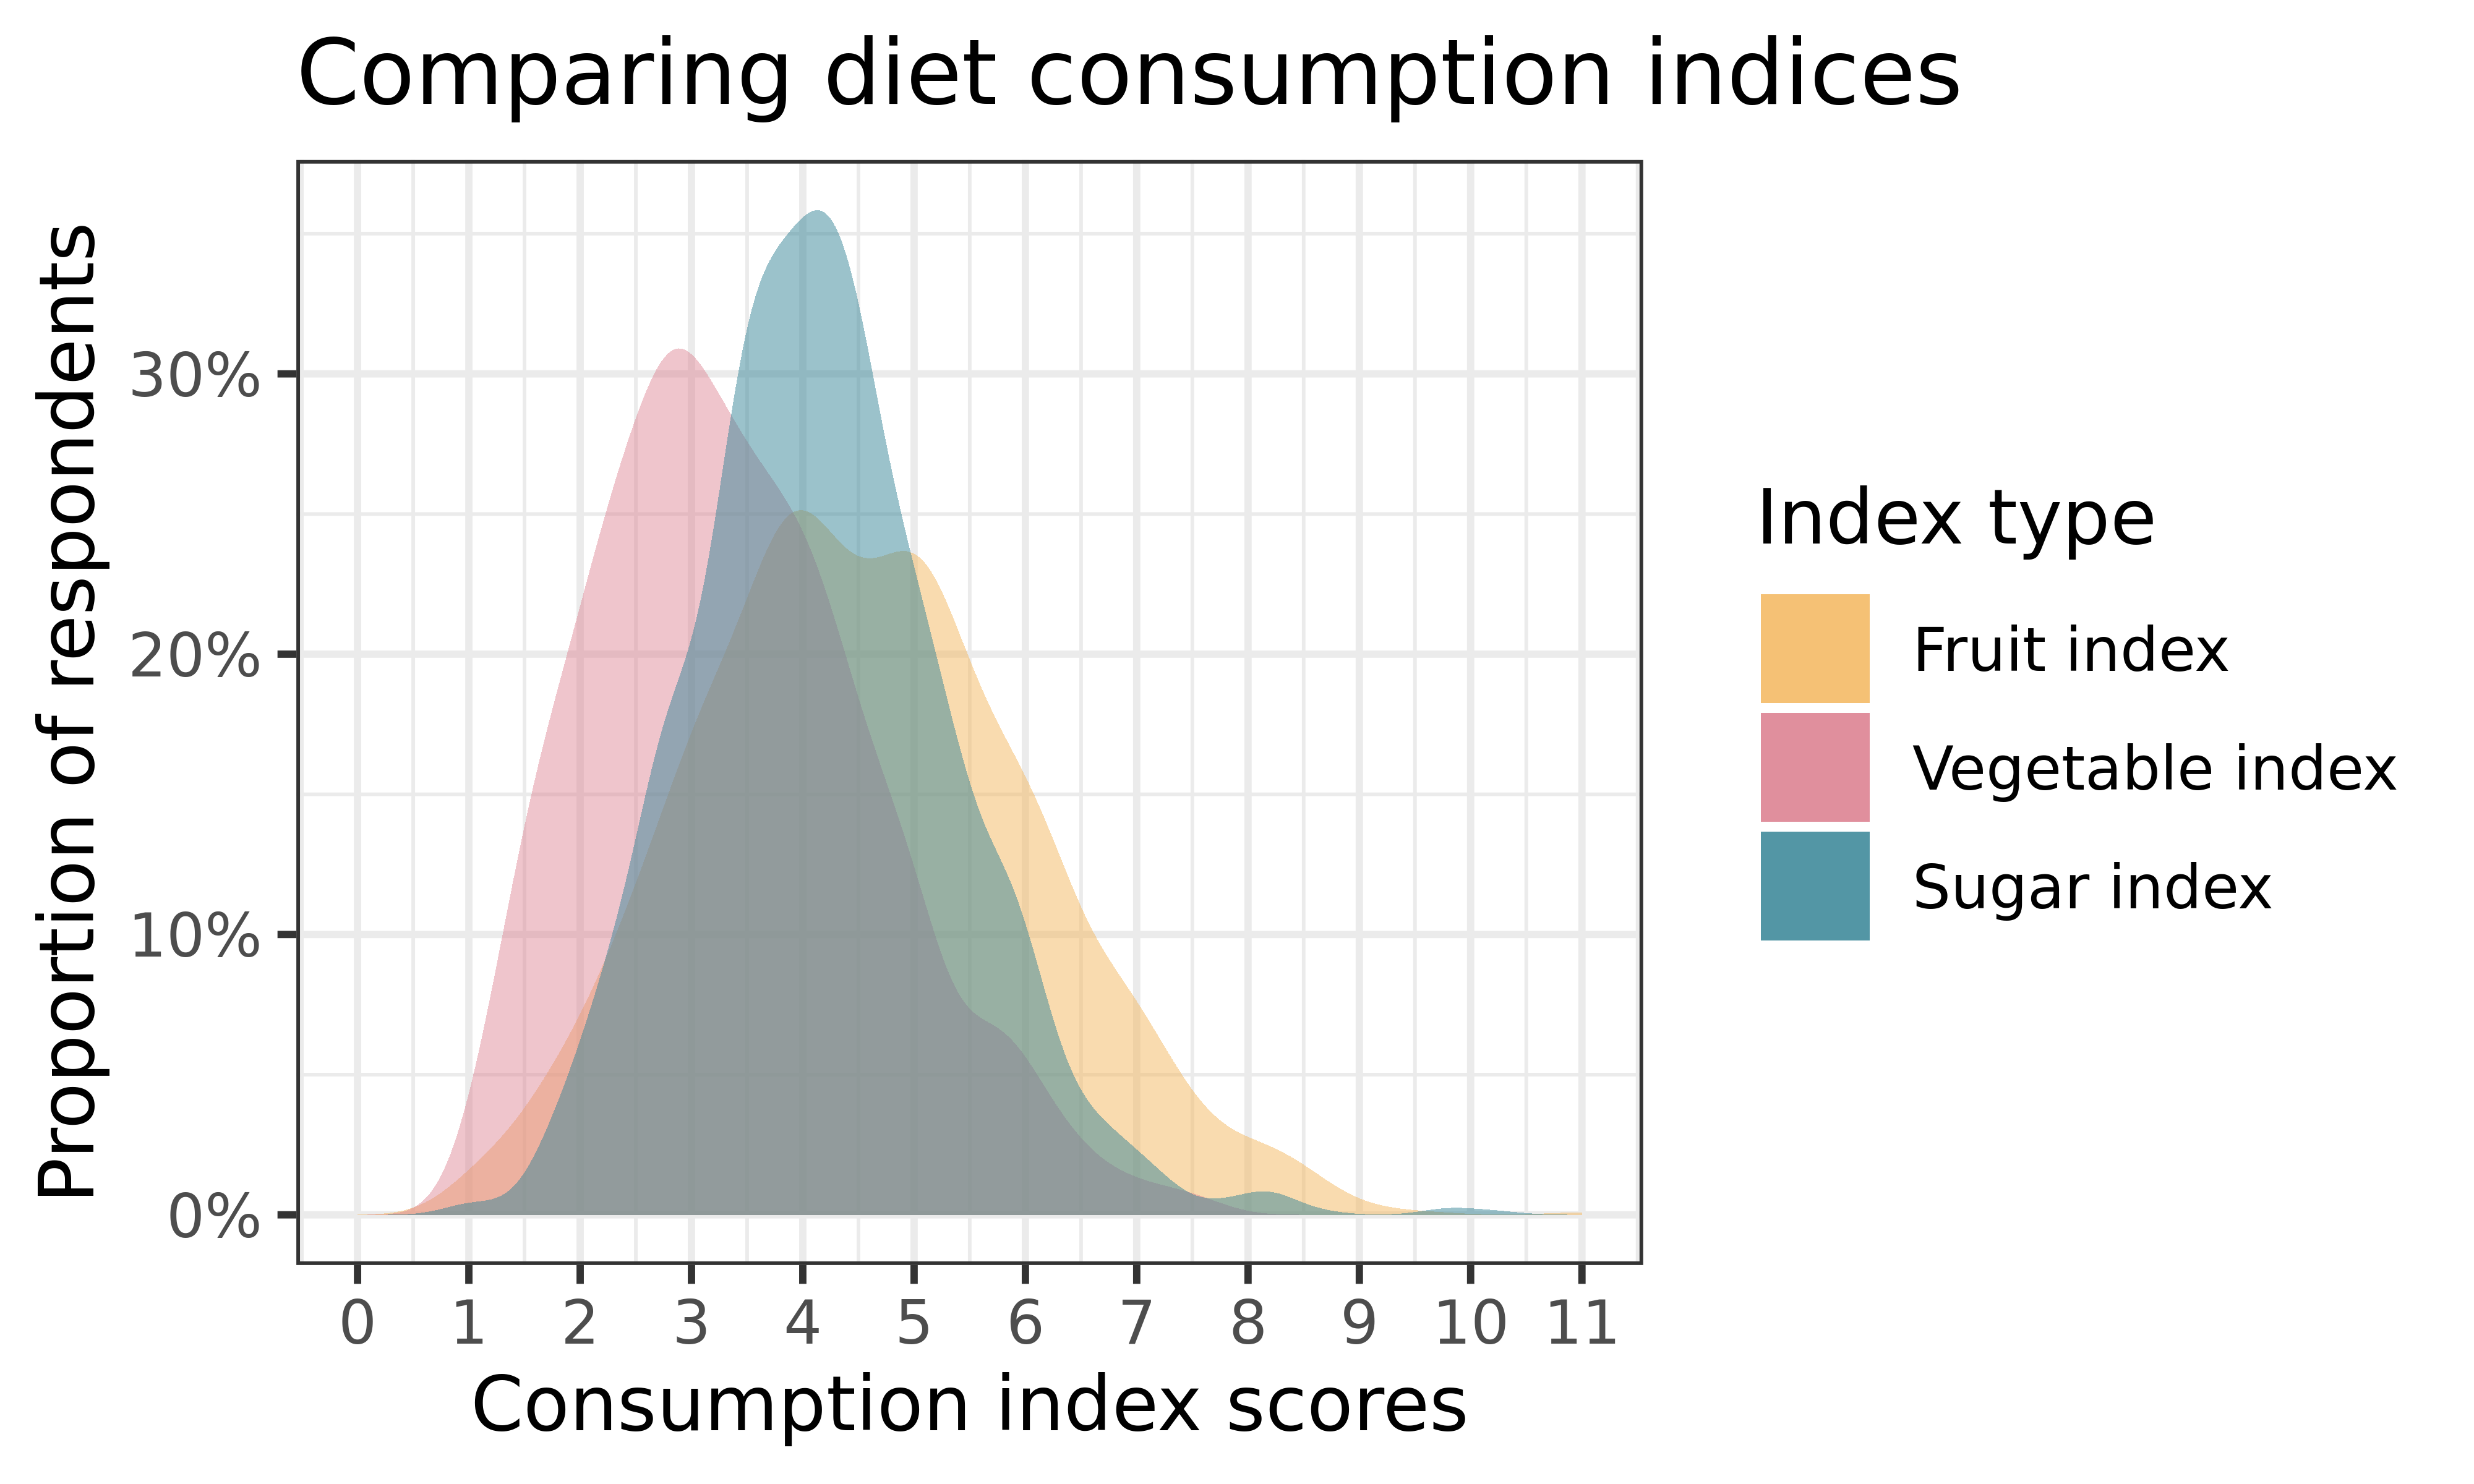 Comparing diet consumption indices
Proportion of respondents
30%
20%
10%
0%
0 1 2 3 4 5 6 7 8 9 10 11
Consumption index scores
Index type
Fruit index
Vegetable index
Sugar index